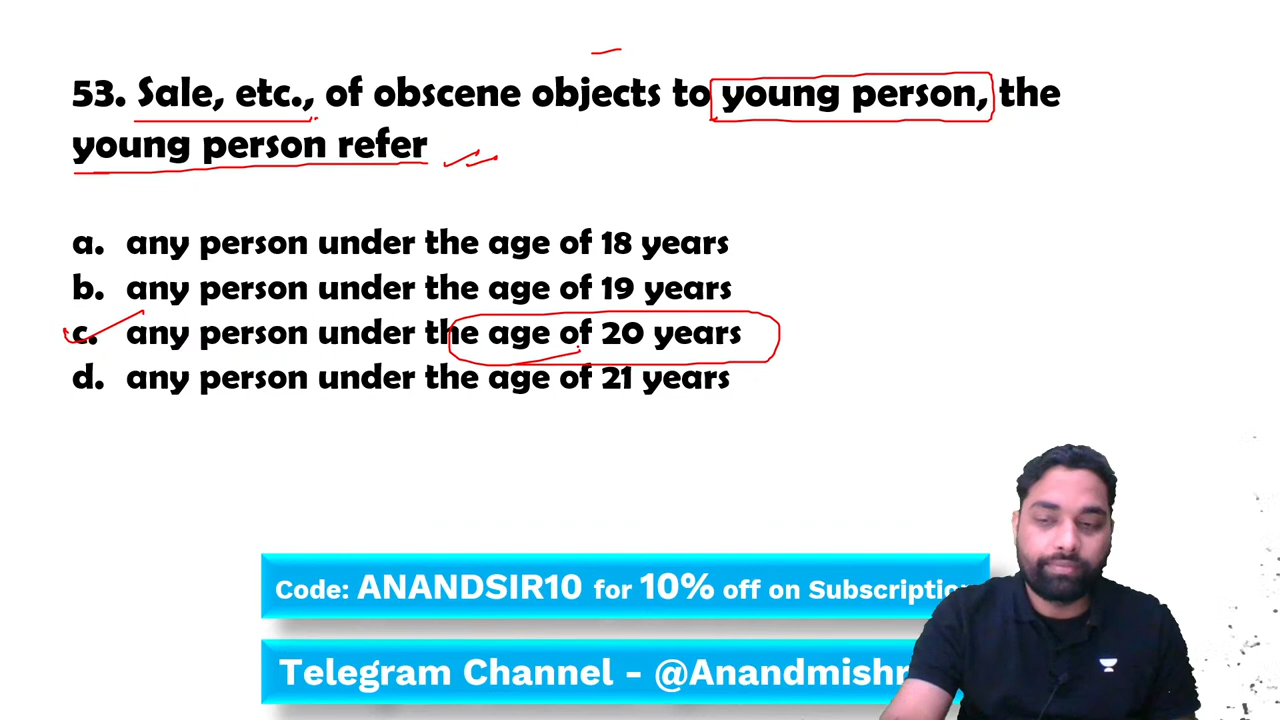 53. Sale, etc., of obscene objects to young person, the
young person refer
a. any person under the age of 18 years
b. any person under the age of 19 years
c. any person under the age of 20 years
d. any person under the age of 21 years
Code: ANANDSIR10 for 10% off on Subscriptio
Telegram Channel - @Anandmishr